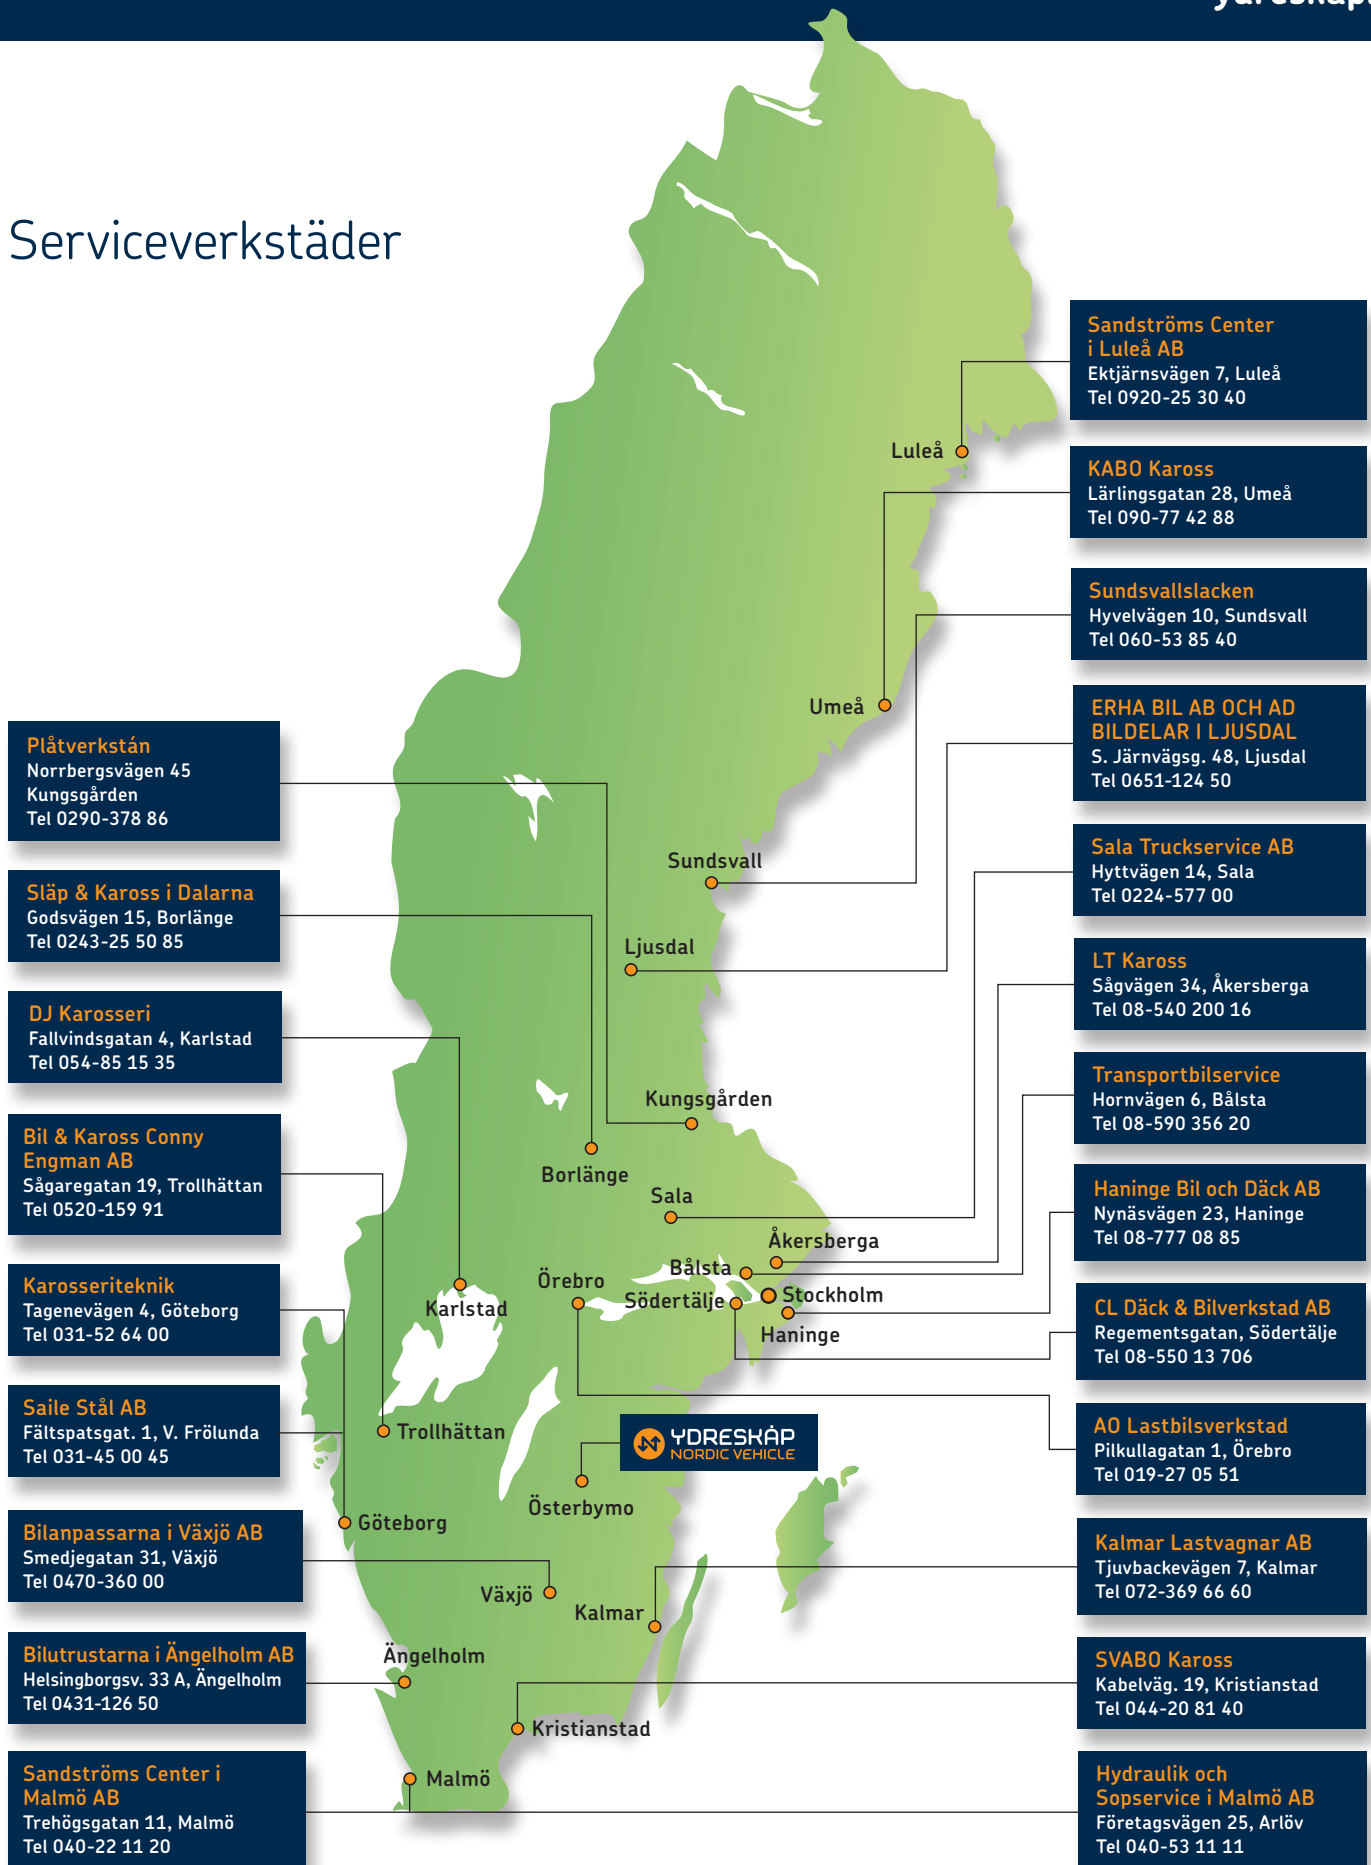 Serviceverkstäder
Sandströms Center
i Luleå AB
Ektjärnsvägen 7, Luleå
Tel 0920-25 30 40
KABO Kaross
Lärlingsgatan 28, Umeå
Tel 090-77 42 88
Sundsvallslacken
Hyvelvägen 10, Sundsvall
Tel 060-53 85 40
ERHA BIL AB OCH AD
BILDELAR I LJUSDAL
S. Järnvägsg. 48, Ljusdal
Tel 0651-124 50
Sala Truckservice AB
Hyttvägen 14, Sala
Tel 0224-577 00
LT Kaross
Sågvägen 34, Åkersberga
Tel 08-540 200 16
Transportbilservice
Hornvägen 6, Bålsta
Tel 08-590 356 20
Haninge Bil och Däck AB
Nynäsvägen 23, Haninge
Tel 08-777 08 85
CL Däck & Bilverkstad AB
Regementsgatan, Södertälje
Tel 08-550 13 706
AO Lastbilsverkstad
Pilkullagatan 1, Örebro
Tel 019-27 05 51
Kalmar Lastvagnar AB
Tjuvbackevägen 7, Kalmar
Tel 072-369 66 60
SVABO Kaross
Kabelväg. 19, Kristianstad
Tel 044-20 81 40
Hydraulik och
Sopservice i Malmö AB
Företagsvägen 25, Arlöv
Tel 040-53 11 11
Plåtverkstán
Norrbergsvägen 45
Kungsgården
Tel 0290-378 86
Släp & Kaross i Dalarna
Godsvägen 15, Borlänge
Tel 0243-25 50 85
DJ Karosseri
Fallvindsgatan 4, Karlstad
Tel 054-85 15 35
Bil & Kaross Conny
Engman AB
Sågaregatan 19, Trollhättan
Tel 0520-159 91
Karosseriteknik
Tagenevägen 4, Göteborg
Tel 031-52 64 00
Saile Stål AB
Fältspatsgat. 1, V. Frölunda
Tel 031-45 00 45
Bilanpassarna i Växjö AB
Smedjegatan 31, Växjö
Tel 0470-360 00
Bilutrustarna i Ängelholm AB
Helsingborgsv. 33 A, Ängelholm
Tel 0431-126 50
Sandströms Center i
Malmö AB
Trehögsgatan 11, Malmö
Tel 040-22 11 20
Luleå
Umeå
Sundsvall
Ljusdal
Kungsgården
Borlänge
Sala
Åkersberga
Bålsta
Örebro
Södertälje
Stockholm
Karlstad
Haninge
Trollhättan
YDRESKÅP
NORDIC VEHICLE
Österbymo
Göteborg
Växjö
Kalmar
Ängelholm
Kristianstad
Malmö